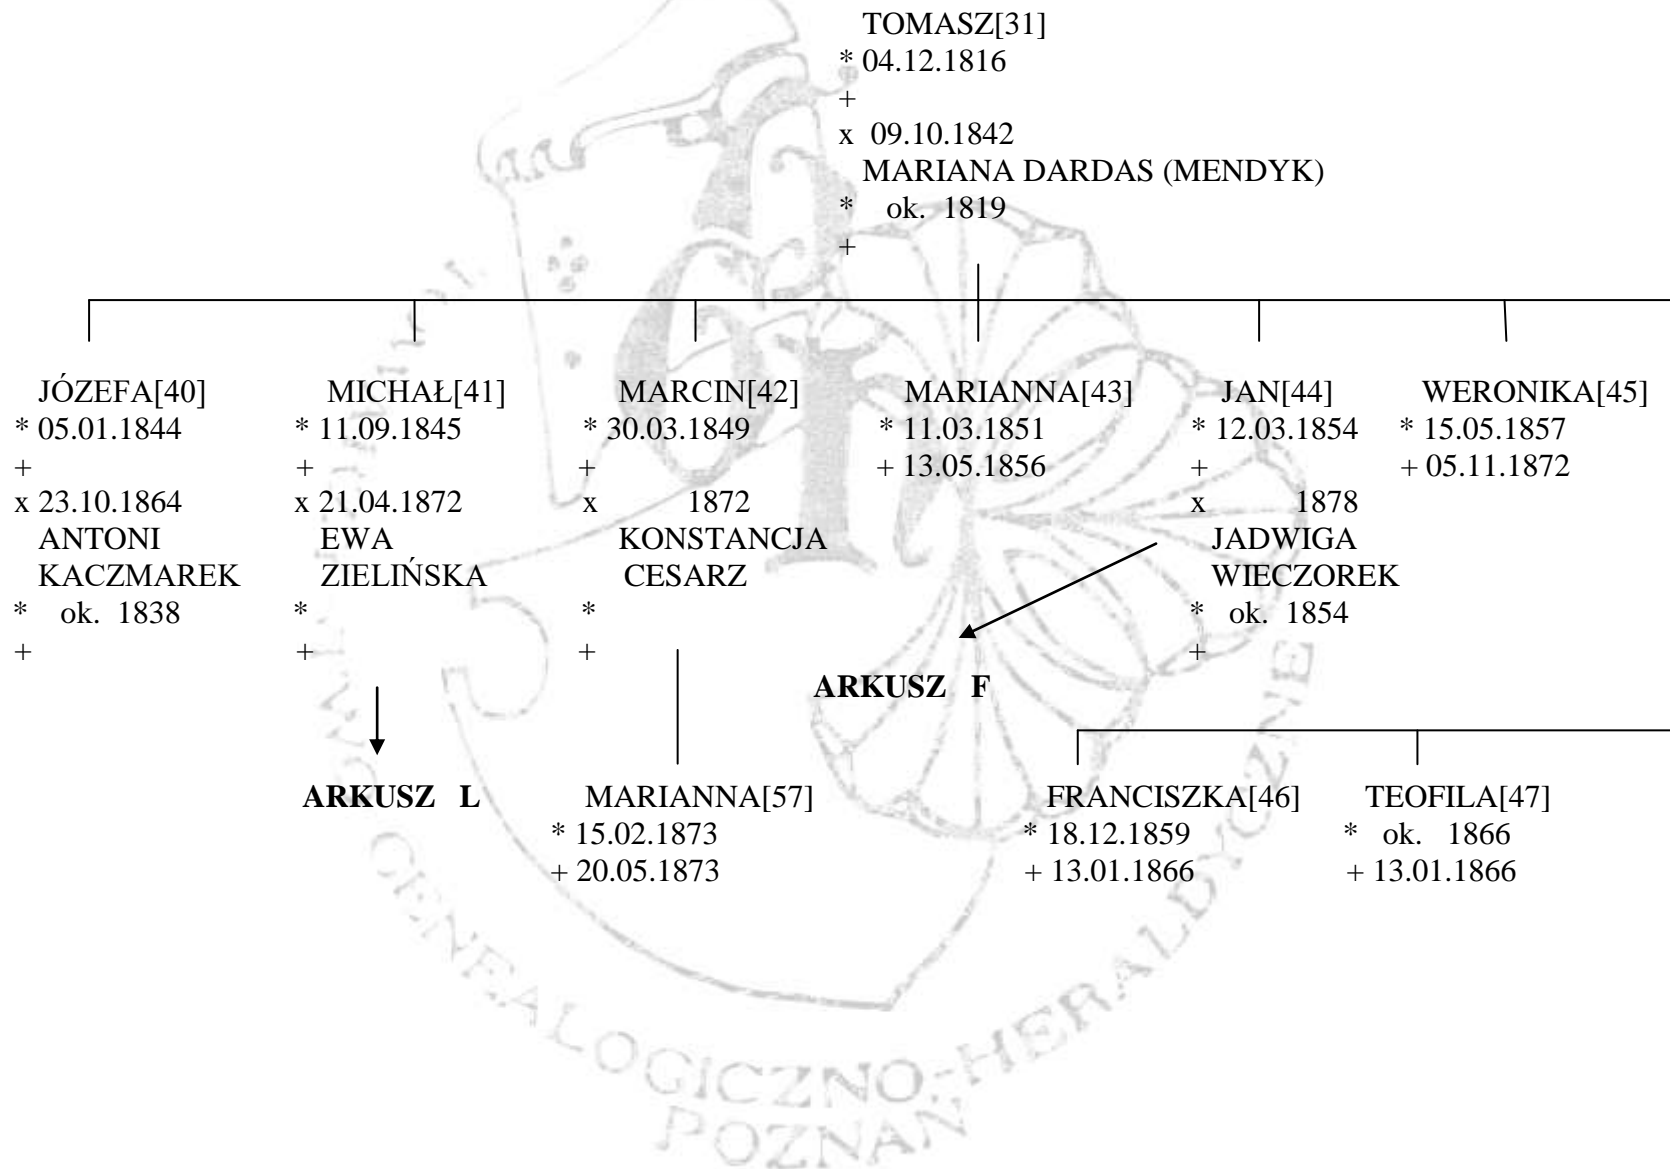 TOMASZ[31]
* 04.12.1816
+
x 09.10.1842
MARIANA DARDAS (MENDYK)
* ok. 1819
+
JÓZEFA[40]
* 05.01.1844
+
x 23.10.1864
ANTONI
KACZMAREK
* ok. 1838
+
MICHAŁ[41]
* 11.09.1845
+
x 21.04.1872
EWA
ZIELIŃSKA
*
+
ARKUSZ L
MARCIN[42]
* 30.03.1849
+
x 1872
KONSTANCJA
CESARZ
*
+
MARIANNA[57]
* 15.02.1873
+ 20.05.1873
MARIANNA[43]
* 11.03.1851
+ 13.05.1856
JAN[44]
* 12.03.1854
+
x 1878
JADWIGA
WIECZOREK
* ok. 1854
+
ARKUSZ F
WERONIKA[45]
* 15.05.1857
+ 05.11.1872
FRANCISZKA[46]
* 18.12.1859
+ 13.01.1866
TEOFILA[47]
* ok. 1866
+ 13.01.1866
GENEALOGICZNO-HERALDYCZNE
POZNAŃ